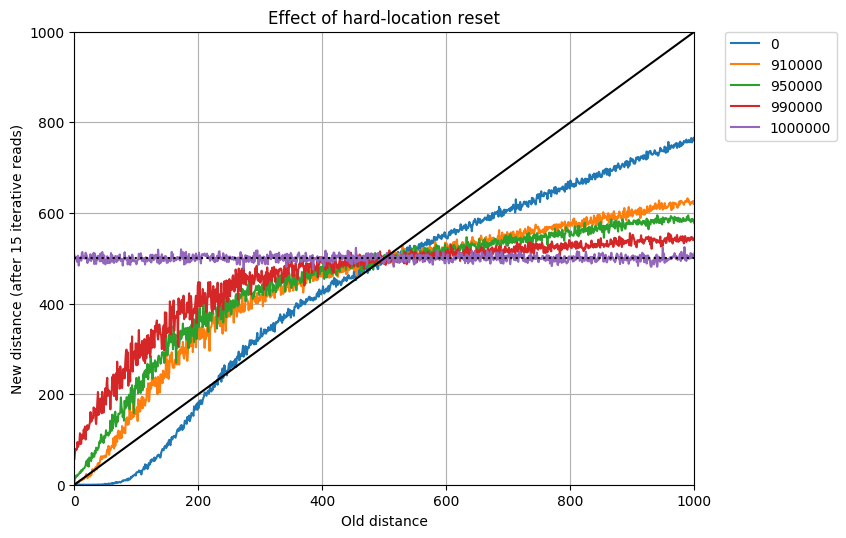 Effect of hard-location reset
New distance (after 15 iterative reads)
1000
800
600
400
200
0
0 200 400 600 800 1000
Old distance
0
910000
950000
990000
1000000